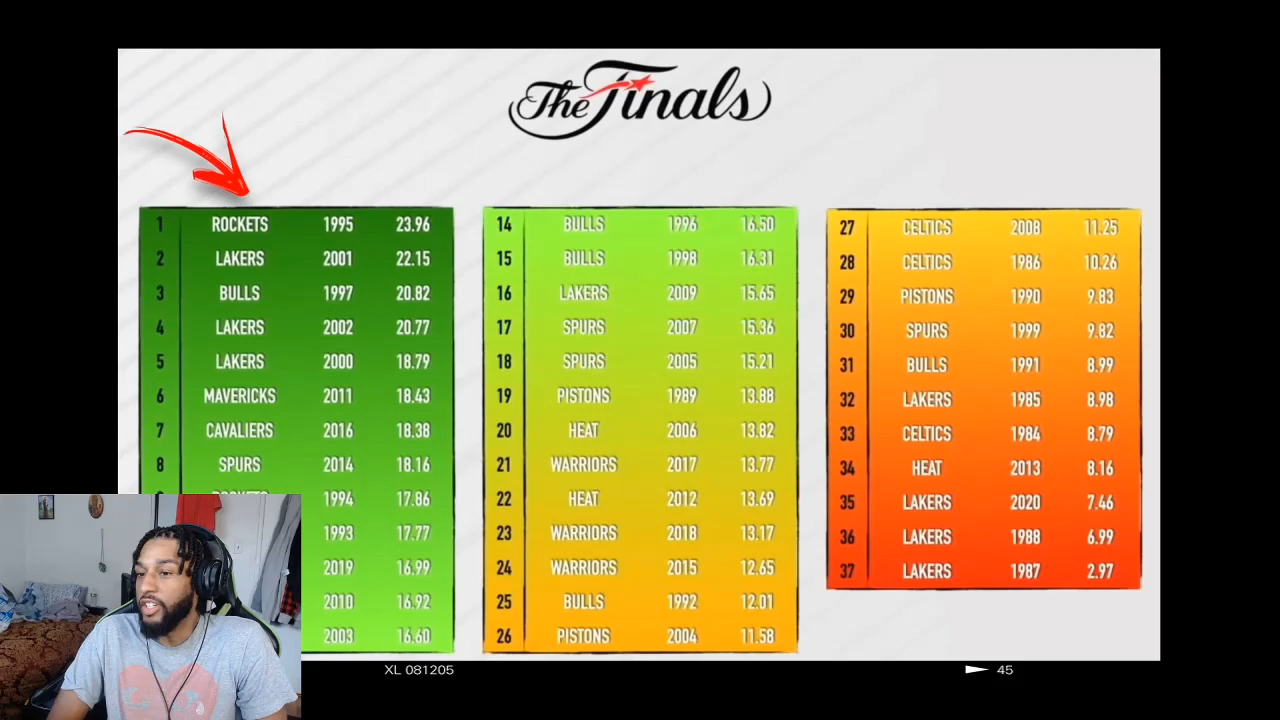 The Finals
1 ROCKETS 1995 23.96
2 LAKERS 2001 22.15
3 BULLS 1997 20.82
4 LAKERS 2002 20.77
5 LAKERS 2000 18.79
6 MAVERICKS 2011 18.43
7 CAVALIERS 2016 18.38
8 SPURS 2014 18.16
1994 17.86
1993 17.77
2019 16.99
2010 16.92
2003 16.60
14 BULLS 1996 16.50
15 BULLS 1998 16.31
16 LAKERS 2009 15.65
17 SPURS 2007 15.36
18 SPURS 2005 15.21
19 PISTONS 1989 13.88
20 HEAT 2006 13.82
21 WARRIORS 2017 13.77
22 HEAT 2012 13.69
23 WARRIORS 2018 13.17
24 WARRIORS 2015 12.65
25 BULLS 1992 12.01
26 PISTONS 2004 11.58
27 CELTICS 2008 11.25
28 CELTICS 1986 10.26
29 PISTONS 1990 9.83
30 SPURS 1999 9.82
31 BULLS 1991 8.99
32 LAKERS 1985 8.98
33 CELTICS 1984 8.79
34 HEAT 2013 8.16
35 LAKERS 2020 7.46
36 LAKERS 1988 6.99
37 LAKERS 1987 2.97
XL 081205
45